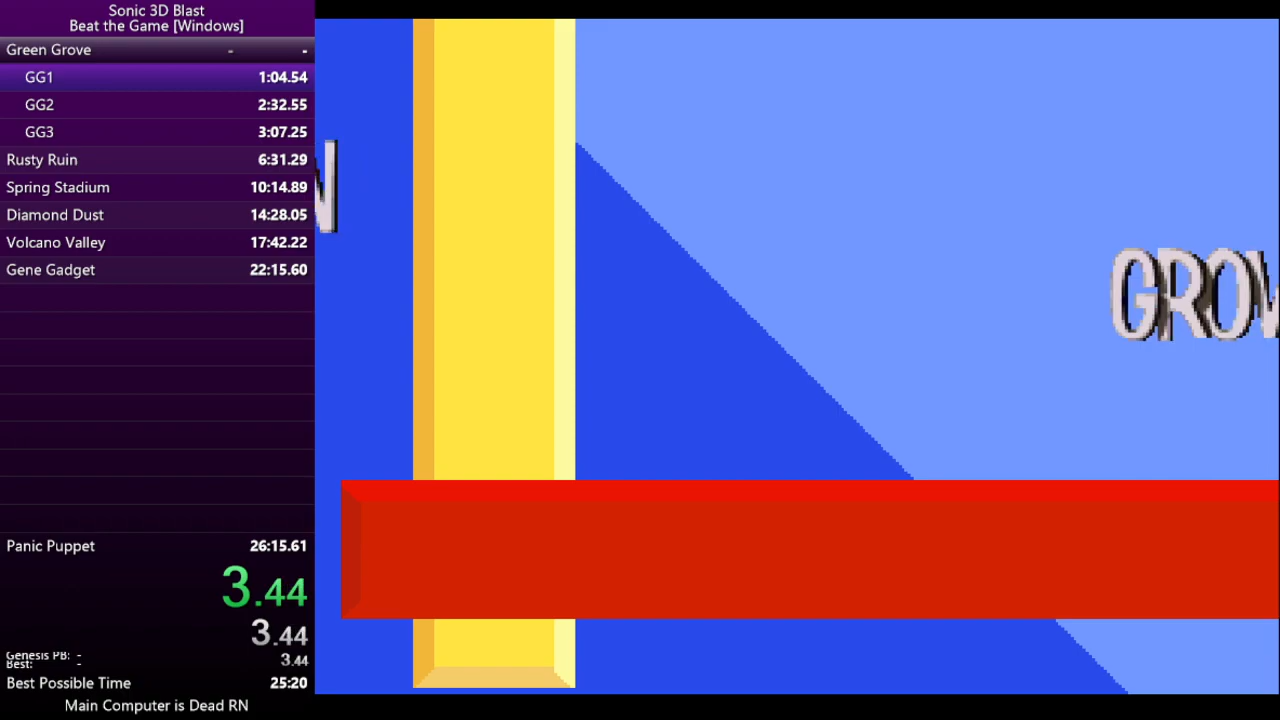 Sonic 3D Blast
Beat the Game [Windows]
Green Grove - -
GG1 1:04.54
GG2 2:32.55
GG3 3:07.25
Rusty Ruin 6:31.29
Spring Stadium 10:14.89
Diamond Dust 14:28.05
Volcano Valley 17:42.22
Gene Gadget 22:15.60
Panic Puppet 26:15.61
3.44
3.44
Genesis PB: -
Best: - 3.44
Best Possible Time 25:20
Main Computer is Dead RN
N
GROV